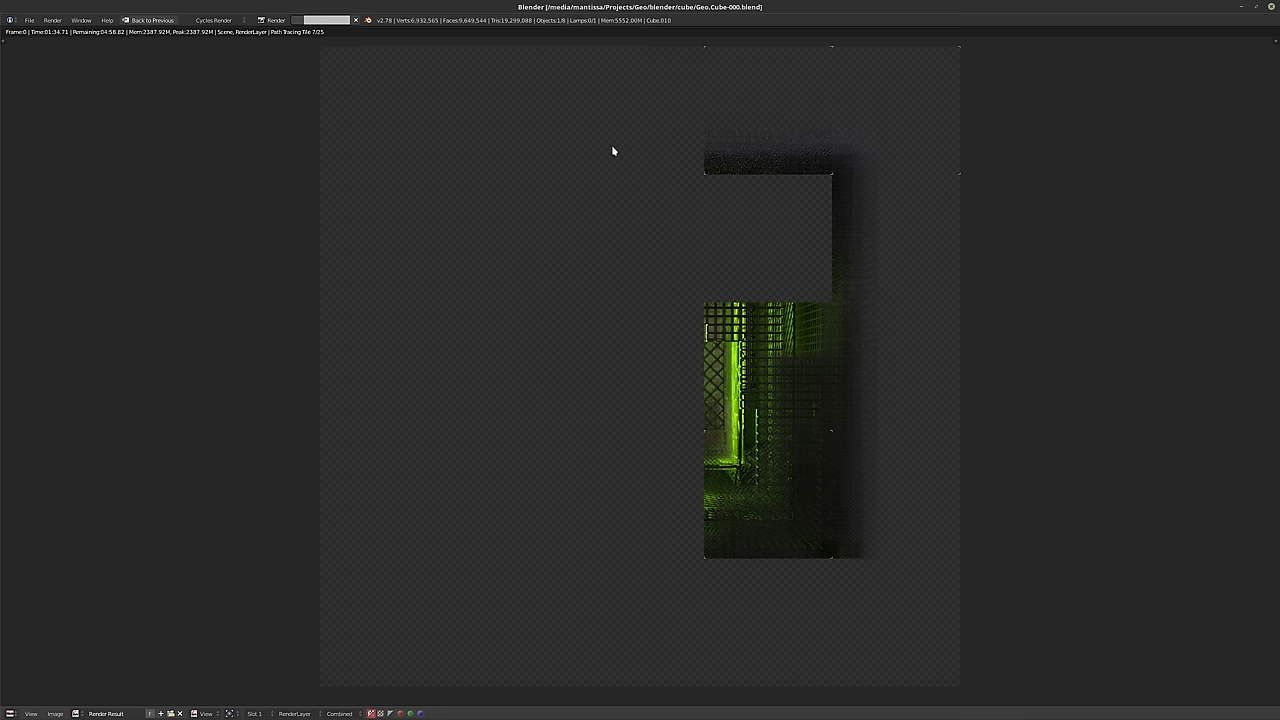 Blender [/media/mantissa/Projects/Geo/blender/cube/Geo.Cube-000.blend]
File Render Window Help Back to Previous Cycles Render Render v2.78 | Verts:6,932,565 | Faces:9,649,544 | Tris:19,299,088 | Objects:1/8 | Lamps:0/1 | Mem:5552.00M | Cube.010
Frame:0 | Time:01:34.71 | Remaining:04:58.82 | Mem:2387.92M, Peak:2387.92M | Scene, RenderLayer | Path Tracing Tile 7/25
View Image Render Result F View Slot 1 RenderLayer Combined